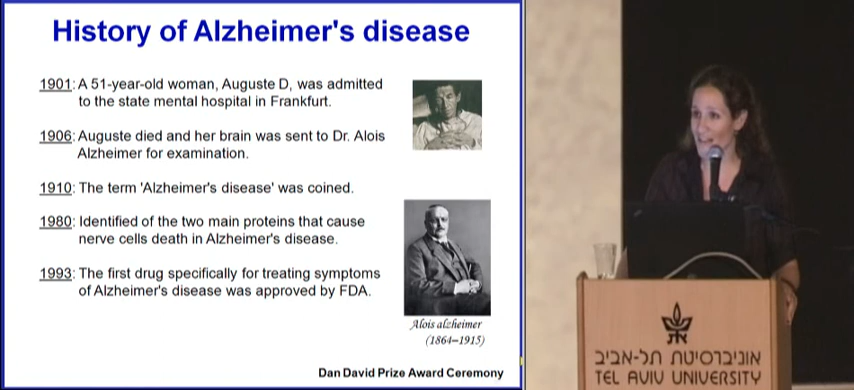 History of Alzheimer's disease
1901: A 51-year-old woman, Auguste D, was admitted
to the state mental hospital in Frankfurt.
1906: Auguste died and her brain was sent to Dr. Alois
Alzheimer for examination.
1910: The term 'Alzheimer's disease' was coined.
1980: Identified of the two main proteins that cause
nerve cells death in Alzheimer's disease.
1993: The first drug specifically for treating symptoms
of Alzheimer's disease was approved by FDA.
Alois alzheimer
(1864–1915)
Dan David Prize Award Ceremony
אוניברסיטת תל-אביב
TEL AVIV UNIVERSITY